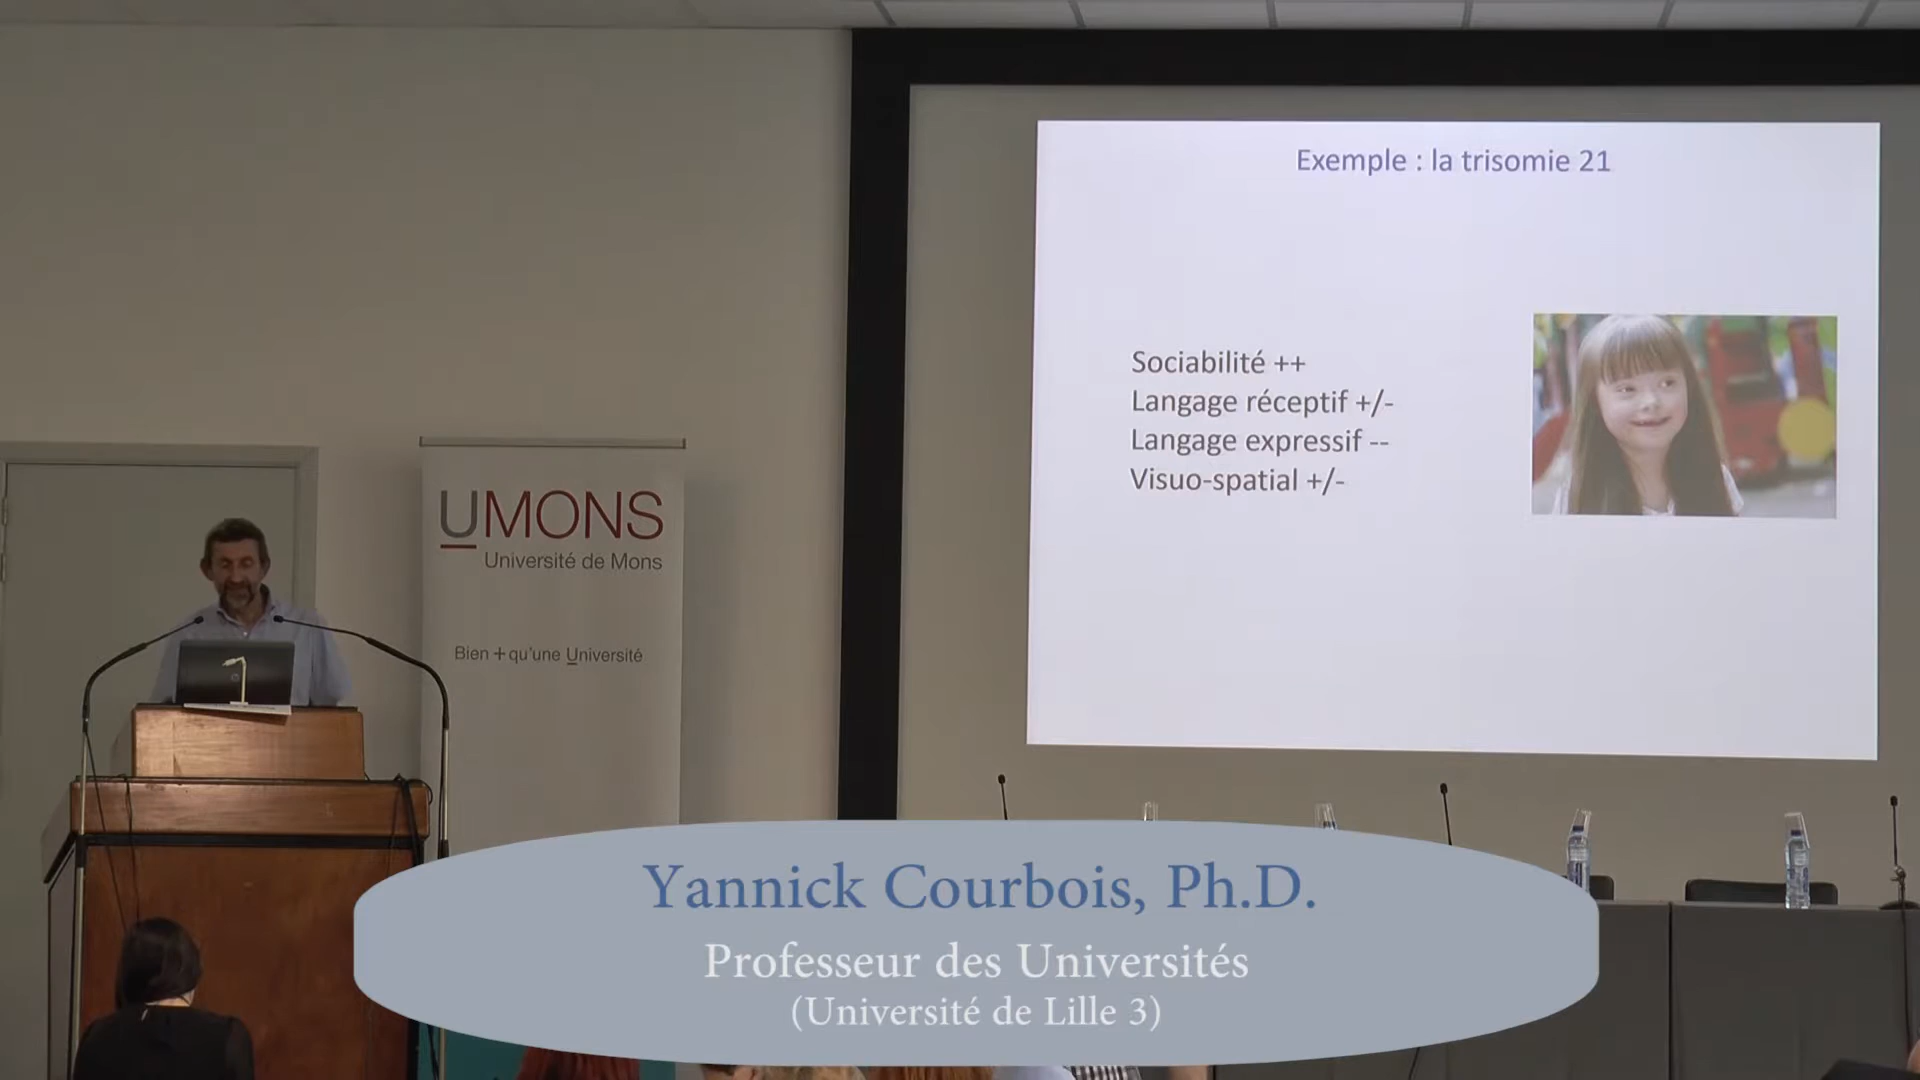 Exemple : la trisomie 21
Sociabilité ++
Langage réceptif +/-
Langage expressif --
Visuo-spatial +/-
UMONS
Université de Mons
Bien + qu'une Université
Yannick Courbois, Ph.D.
Professeur des Universités
(Université de Lille 3)